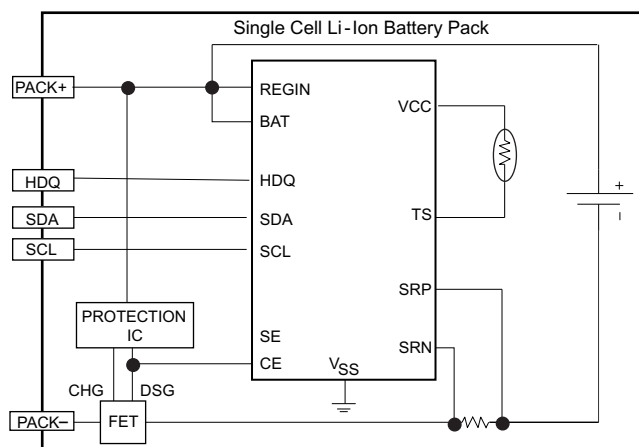 Single Cell Li-Ion Battery Pack
PACK+
REGIN
VCC
BAT
HDQ
HDQ
SDA
SDA
TS
SCL
SCL
+
-
SRP
PROTECTION
IC
SE
SRN
CE
VSS
CHG
DSG
PACK–
FET